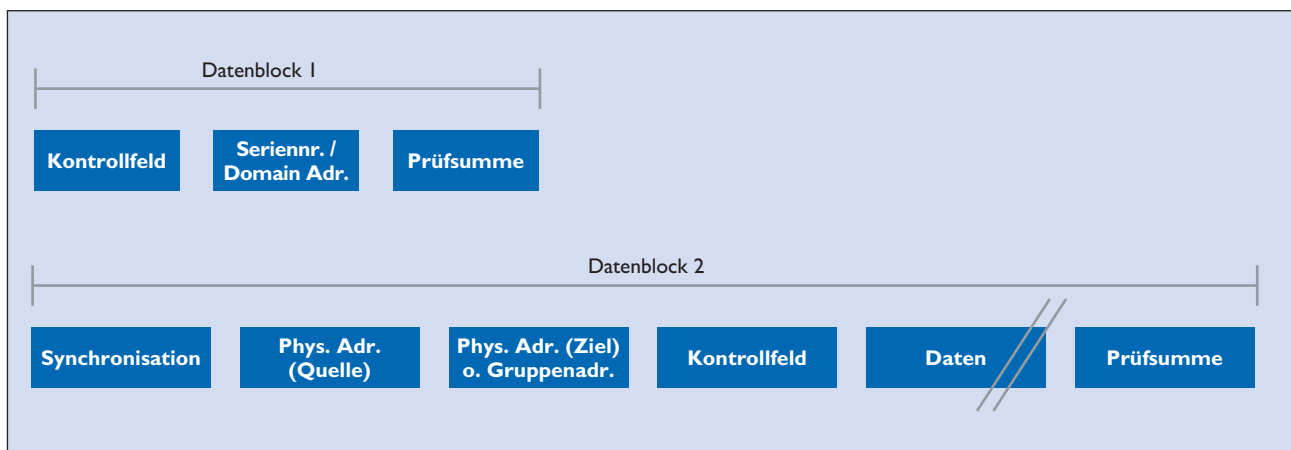 Datenblock 1
Kontrollfeld
Seriennr. /
Domain Adr.
Prüfsumme
Datenblock 2
Synchronisation
Phys. Adr.
(Quelle)
Phys. Adr. (Ziel)
o. Gruppenadr.
Kontrollfeld
Daten
Prüfsumme